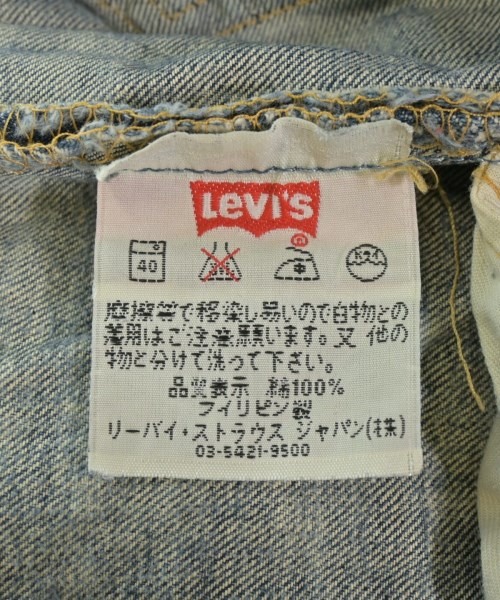 Levi's
40 ドライ
摩擦等で移染し易いので白物との
着用はご注意願います。又 他の
物と分けて洗って下さい。
品質表示 綿100%
フィリピン製
リーバイ・ストラウス ジャパン(株)
03-5421-9500